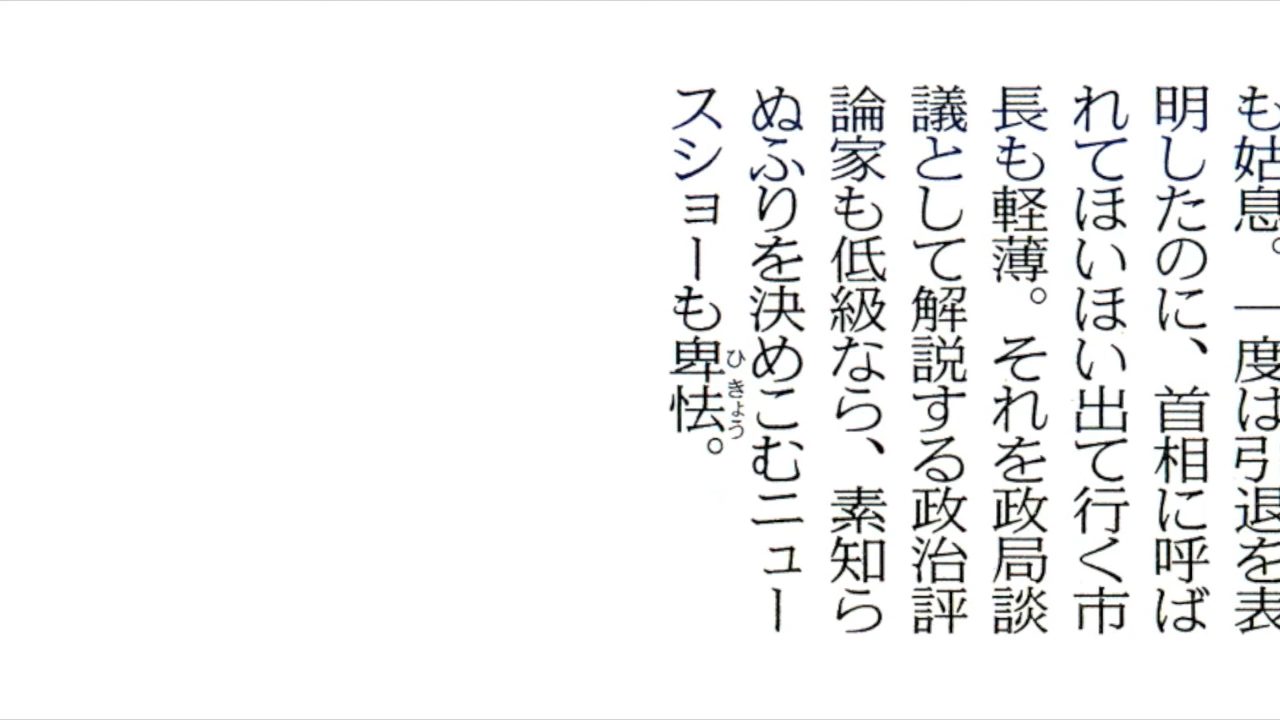 も姑息。一度は引退を表
明したのに、首相に呼ば
れてほいほい出て行く市
長も軽薄。それを政局談
議として解説する政治評
論家も低級なら、素知ら
ぬふりを決めこむニュー
スショーも卑怯。
ひきょう